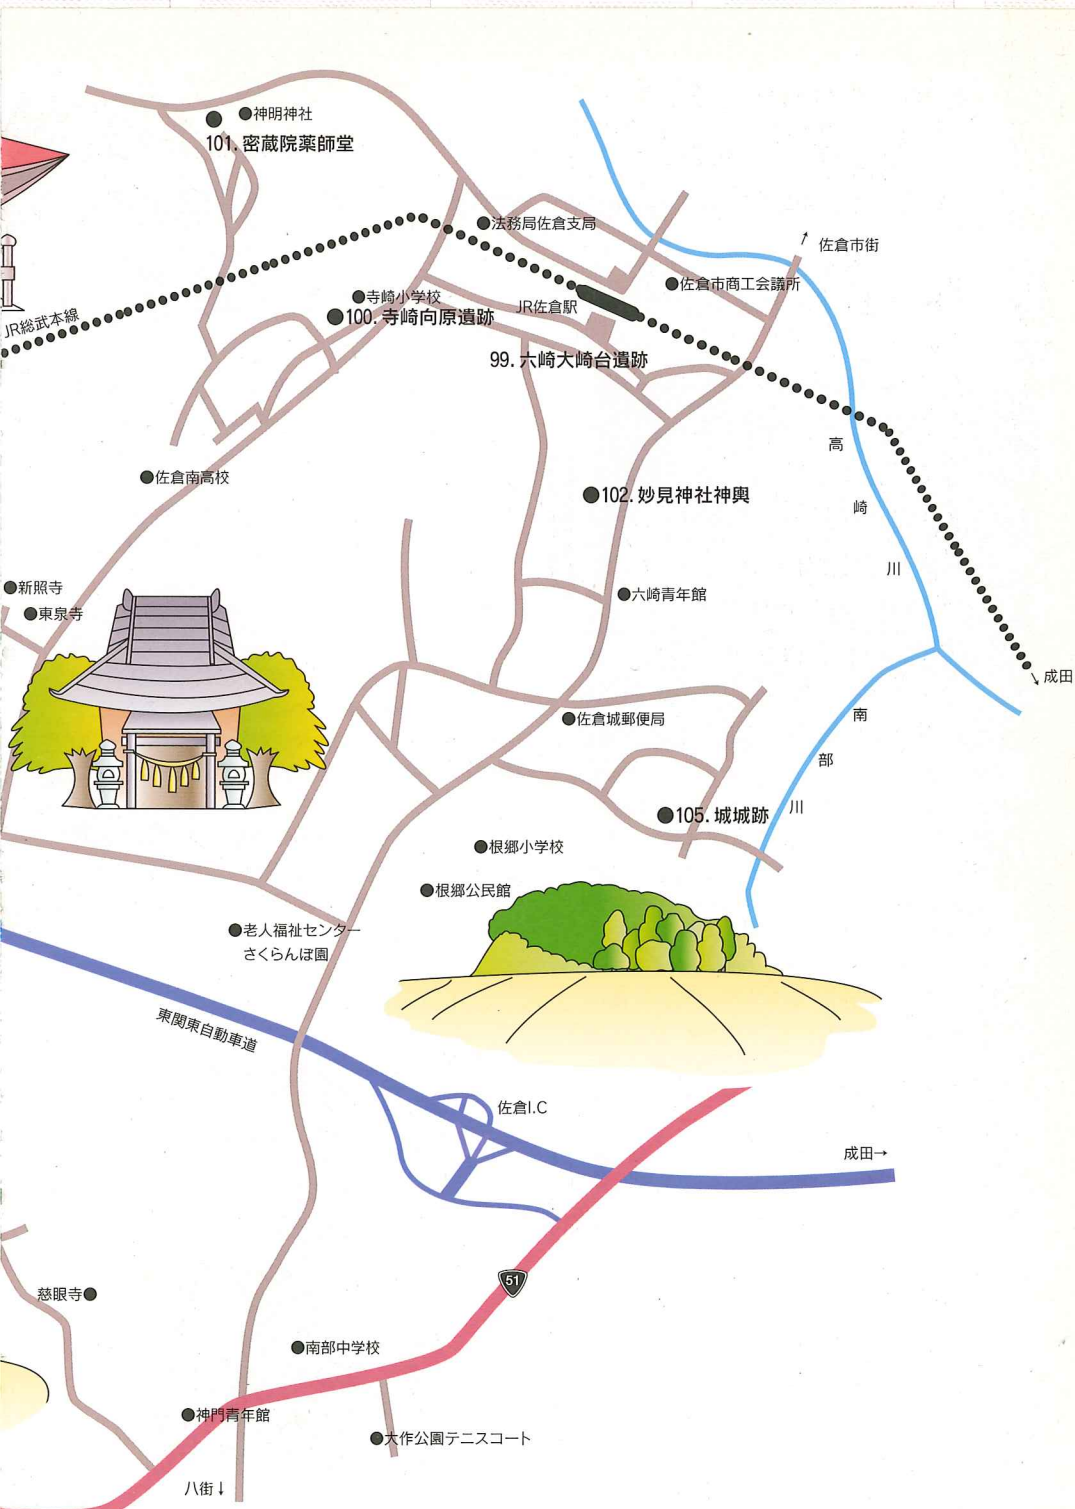 神明神社
101. 密蔵院薬師堂
法務局佐倉支局
佐倉市街
↑
佐倉市商工会議所
寺崎小学校
JR佐倉駅
100. 寺崎向原遺跡
JR総武本線
99. 六崎大崎台遺跡
高崎川
佐倉南高校
102. 妙見神社神輿
新照寺
六崎青年館
東泉寺
成田
↓
佐倉城郵便局
南部川
105. 城城跡
根郷小学校
根郷公民館
老人福祉センター
さくらんぼ園
東関東自動車道
佐倉I.C
成田→
51
慈眼寺
南部中学校
神門青年館
大作公園テニスコート
八街↓